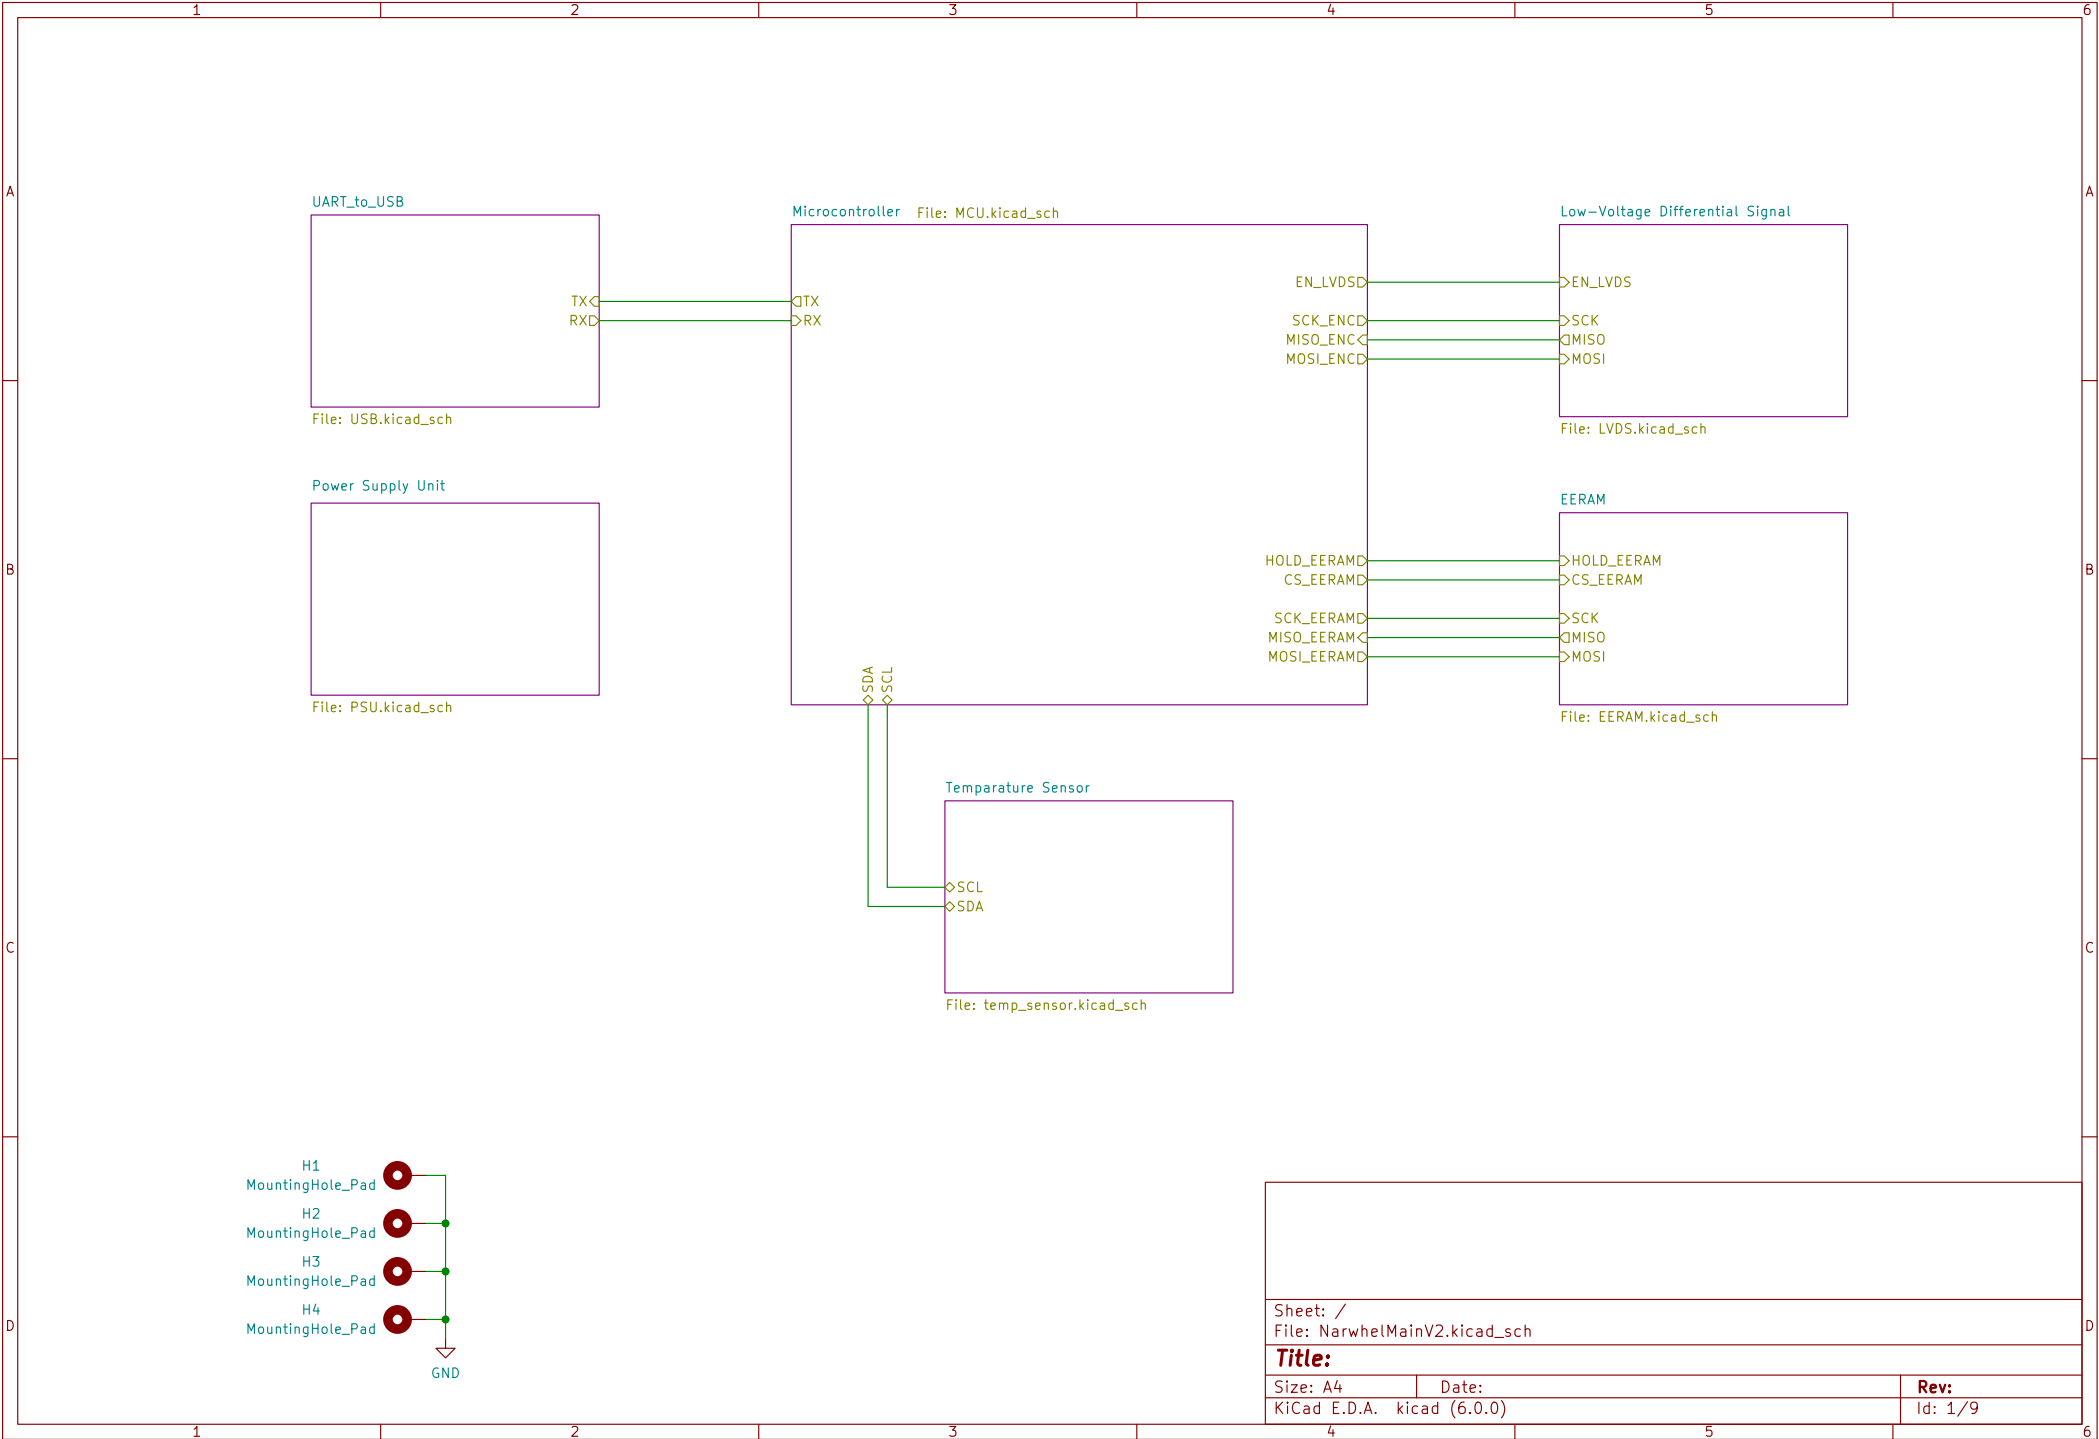 1 2 3 4 5 6
A A
UART_to_USB
TX
RX
File: USB.kicad_sch
Microcontroller File: MCU.kicad_sch
TX
RX
EN_LVDS
SCK_ENC
MISO_ENC
MOSI_ENC
HOLD_EERAM
CS_EERAM
SCK_EERAM
MISO_EERAM
MOSI_EERAM
SDA
SCL
Low-Voltage Differential Signal
EN_LVDS
SCK
MISO
MOSI
File: LVDS.kicad_sch
B B
Power Supply Unit
File: PSU.kicad_sch
EERAM
HOLD_EERAM
CS_EERAM
SCK
MISO
MOSI
File: EERAM.kicad_sch
Temparature Sensor
SCL
SDA
File: temp_sensor.kicad_sch
C C
H1
MountingHole_Pad
H2
MountingHole_Pad
H3
MountingHole_Pad
H4
MountingHole_Pad
GND
D D
Sheet: /
File: NarwhelMainV2.kicad_sch
Title:
Size: A4 Date: Rev:
KiCad E.D.A. kicad (6.0.0) Id: 1/9
1 2 3 4 5 6